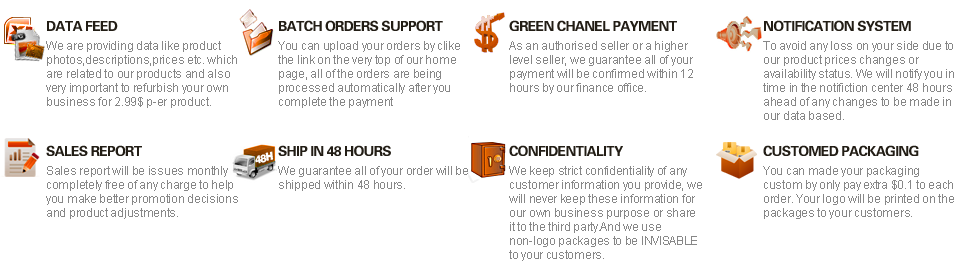 DATA FEED
We are providing data like product
photos,descriptions,prices etc. which
are related to our products and also
very important to refurbish your own
business for 2.99$ p-er product.
BATCH ORDERS SUPPORT
You can upload your orders by clike
the link on the very top of our home
page, all of the orders are being
processed automatically after you
complete the payment
GREEN CHANEL PAYMENT
As an authorised seller or a higher
level seller, we guarantee all of your
payment will be confirmed within 12
hours by our finance office.
NOTIFICATION SYSTEM
To avoid any loss on your side due to
our product prices changes or
availability status. We will notify you in
time in the notifiction center 48 hours
ahead of any changes to be made in
our data based.
SALES REPORT
Sales report will be issues monthly
completely free of any charge to help
you make better promotion decisions
and product adjustments.
48H
SHIP IN 48 HOURS
We guarantee all of your order will be
shipped within 48 hours.
CONFIDENTIALITY
We keep strict confidentiality of any
customer information you provide, we
will never keep these information for
our own business purpose or share
it to the third party.And we use
non-logo packages to be INVISABLE
to your customers.
CUSTOMED PACKAGING
You can made your packaging
custom by only pay extra $0.1 to each
order. Your logo will be printed on the
packages to your customers.